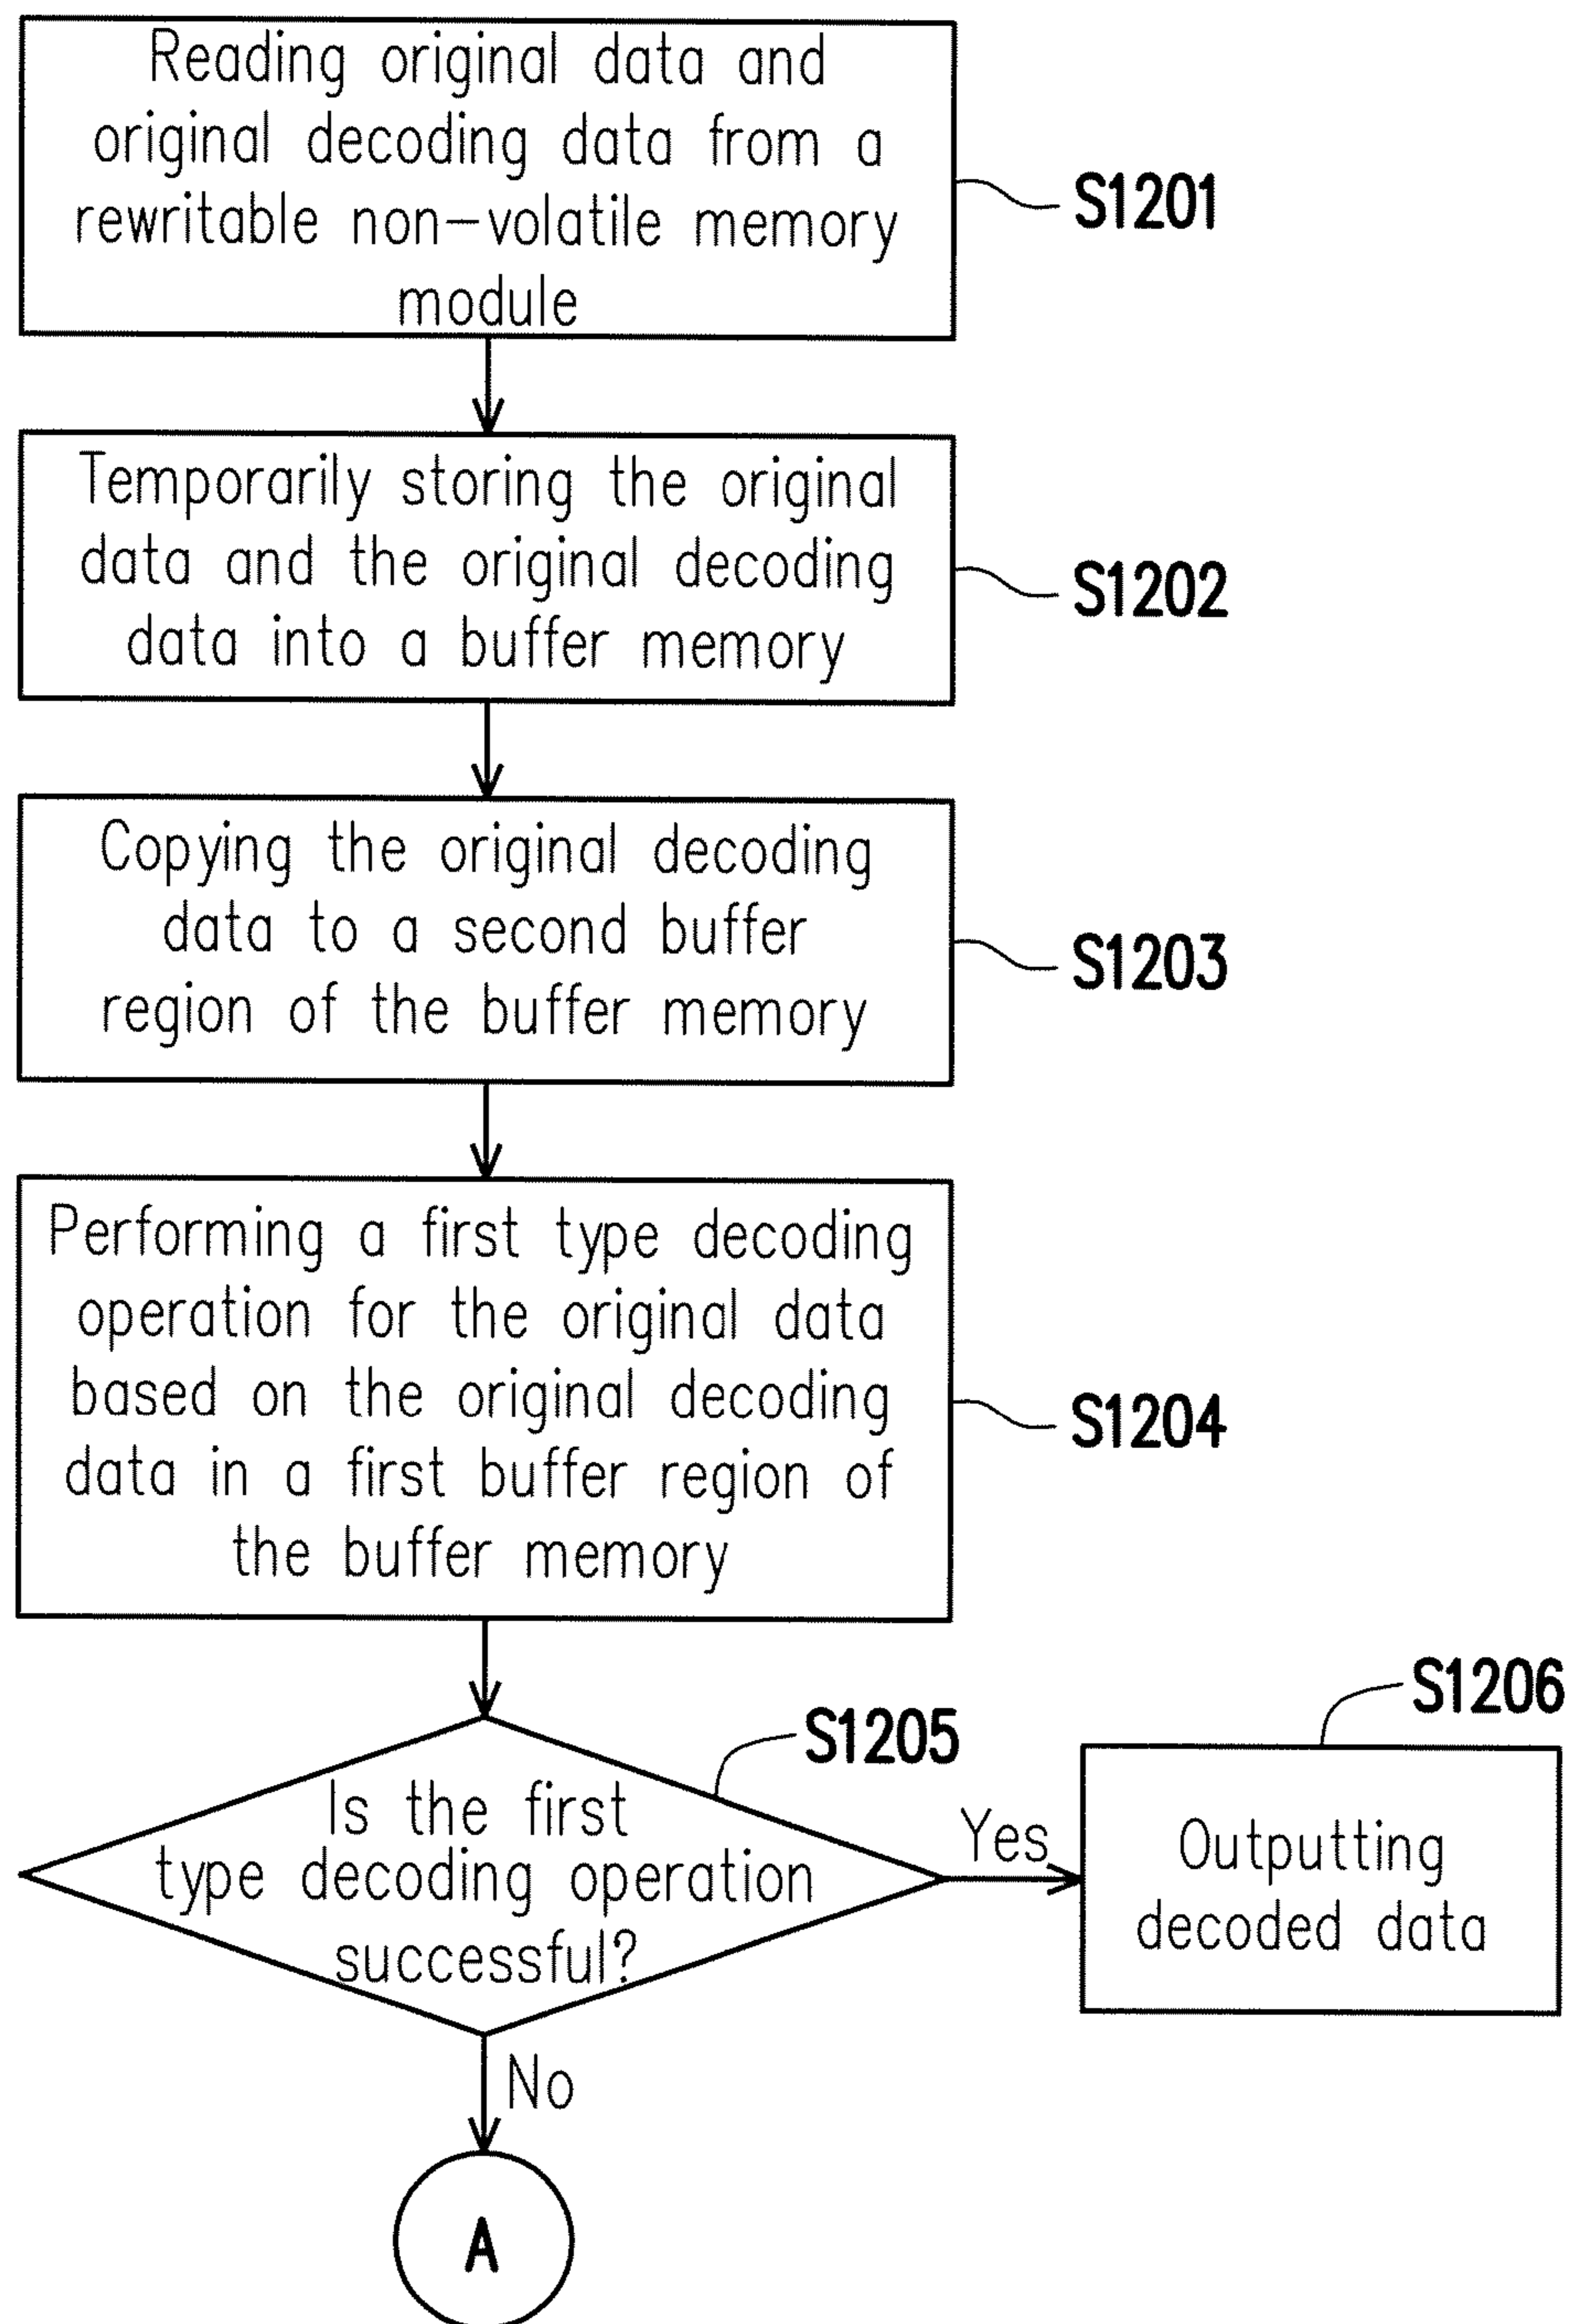 Reading original data and
original decoding data from a
rewritable non-volatile memory
module
S1201
Temporarily storing the original
data and the original decoding
data into a buffer memory
S1202
Copying the original decoding
data to a second buffer
region of the buffer memory
S1203
Performing a first type decoding
operation for the original data
based on the original decoding
data in a first buffer region of
the buffer memory
S1204
Is the first
type decoding operation
successful?
S1205
Yes
S1206
Outputting
decoded data
No
A